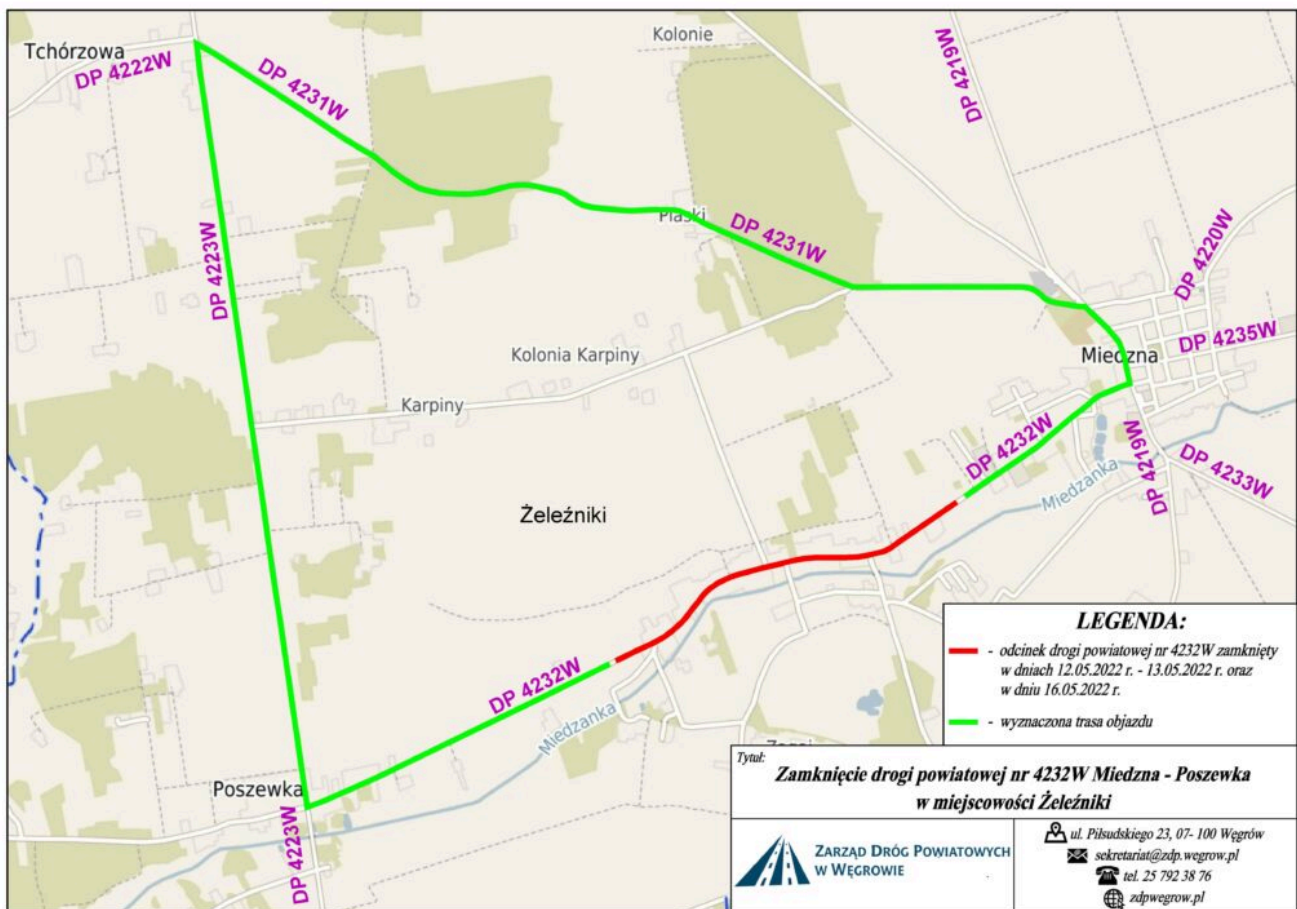 Tchórzowa
DP 4222W
DP 4231W
Kolonie
DP 4219W
DP 4223W
Piaski
DP 4231W
DP 4220W
DP 4235W
Miedzna
Kolonia Karpiny
Karpiny
DP 4232W
DP 4219W
DP 4233W
Miedzanka
Żeleźniki
DP 4232W
Miedzanka
Poszewka
DP 4223W
LEGENDA:
- odcinek drogi powiatowej nr 4232W zamknięty
w dniach 12.05.2022 r. - 13.05.2022 r. oraz
w dniu 16.05.2022 r.
- wyznaczona trasa objazdu
Tytuł:
Zamknięcie drogi powiatowej nr 4232W Miedzna - Poszewka
w miejscowości Żeleźniki
ZARZĄD DRÓG POWIATOWYCH
W WĘGROWIE
ul. Piłsudskiego 23, 07- 100 Węgrów
sekretariat@zdp.wegrow.pl
tel. 25 792 38 76
zdpwegrow.pl